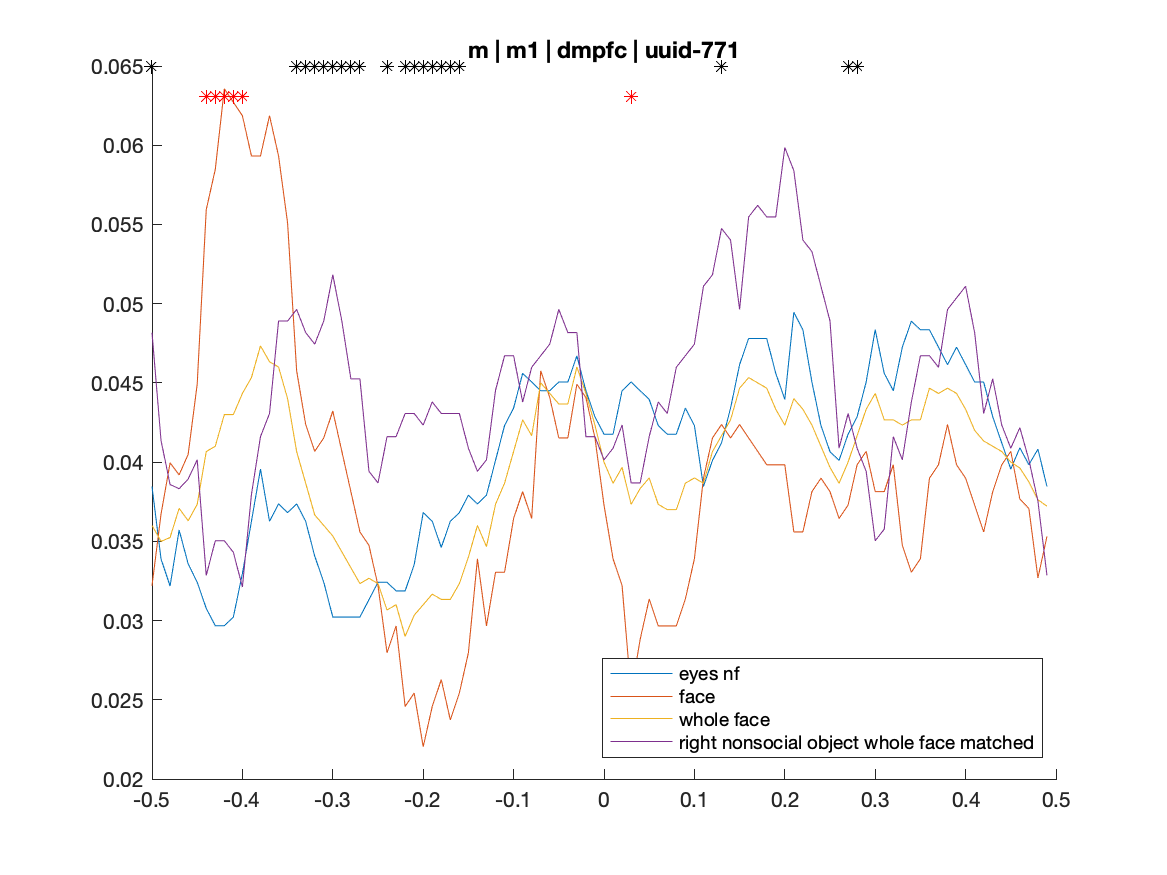 m | m1 | dmpfc | uuid-771
0.065
0.06
0.055
0.05
0.045
0.04
0.035
0.03
0.025
0.02
-0.5 -0.4 -0.3 -0.2 -0.1 0 0.1 0.2 0.3 0.4 0.5
eyes nf
face
whole face
right nonsocial object whole face matched